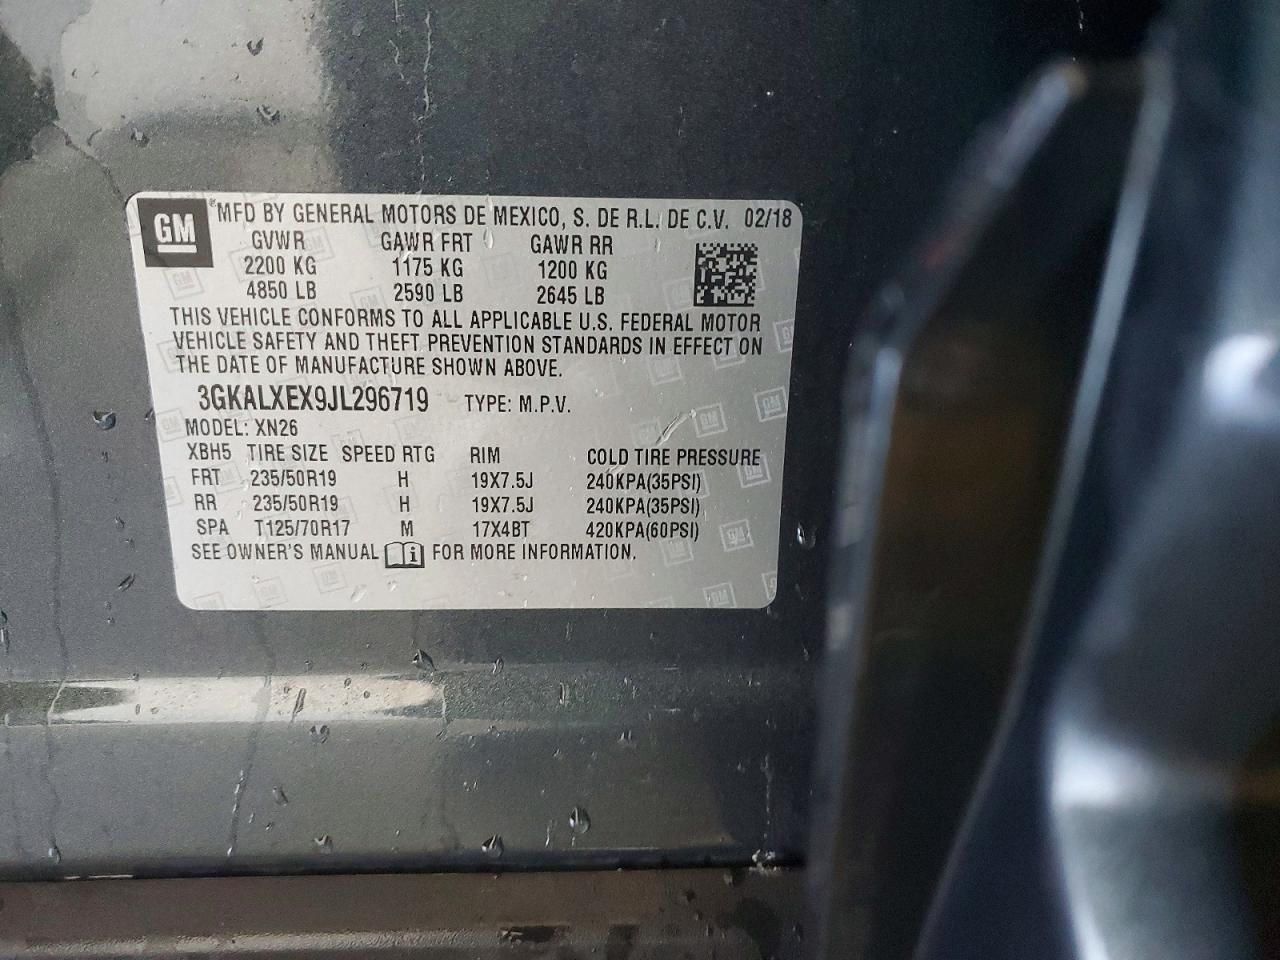 GM ®MFD BY GENERAL MOTORS DE MEXICO, S. DE R.L. DE C.V. 02/18
GVWR GAWR FRT GAWR RR
2200 KG 1175 KG 1200 KG
4850 LB 2590 LB 2645 LB
THIS VEHICLE CONFORMS TO ALL APPLICABLE U.S. FEDERAL MOTOR
VEHICLE SAFETY AND THEFT PREVENTION STANDARDS IN EFFECT ON
THE DATE OF MANUFACTURE SHOWN ABOVE.
3GKALXEX9JL296719 TYPE: M.P.V.
MODEL: XN26
XBH5 TIRE SIZE SPEED RTG RIM COLD TIRE PRESSURE
FRT 235/50R19 H 19X7.5J 240KPA(35PSI)
RR 235/50R19 H 19X7.5J 240KPA(35PSI)
SPA T125/70R17 M 17X4BT 420KPA(60PSI)
SEE OWNER'S MANUAL i FOR MORE INFORMATION.